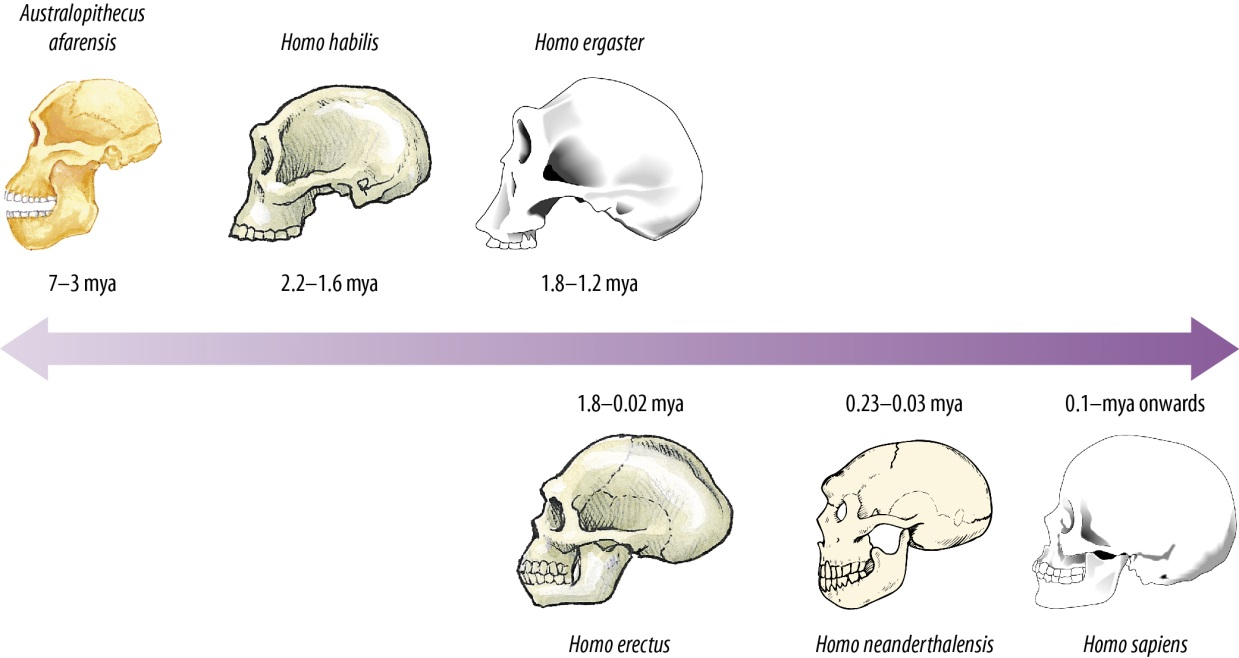 Australopithecus
afarensis
Homo habilis
Homo ergaster
7–3 mya
2.2–1.6 mya
1.8–1.2 mya
1.8–0.02 mya
0.23–0.03 mya
0.1–mya onwards
Homo erectus
Homo neanderthalensis
Homo sapiens